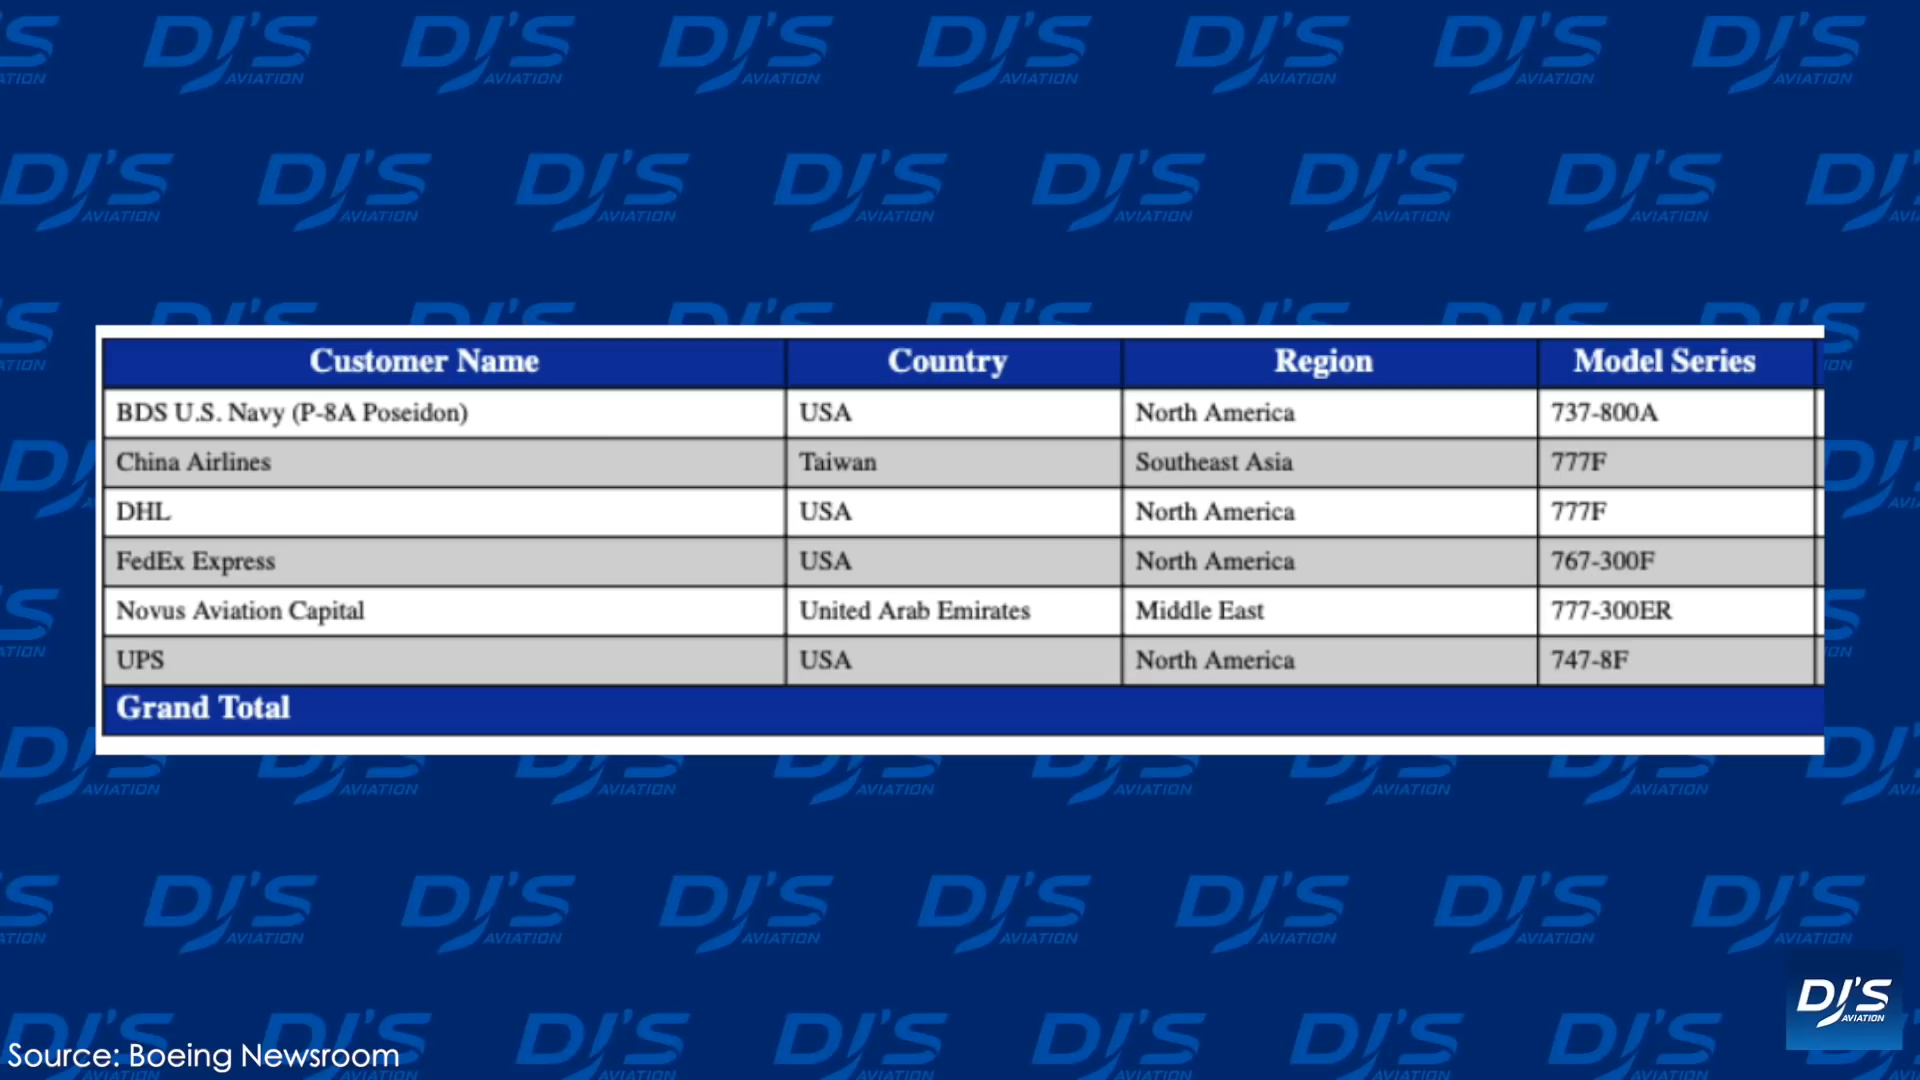 Customer Name Country Region Model Series
BDS U.S. Navy (P-8A Poseidon) USA North America 737-800A
China Airlines Taiwan Southeast Asia 777F
DHL USA North America 777F
FedEx Express USA North America 767-300F
Novus Aviation Capital United Arab Emirates Middle East 777-300ER
UPS USA North America 747-8F
Grand Total
DJ'S
AVIATION
Source: Boeing Newsroom